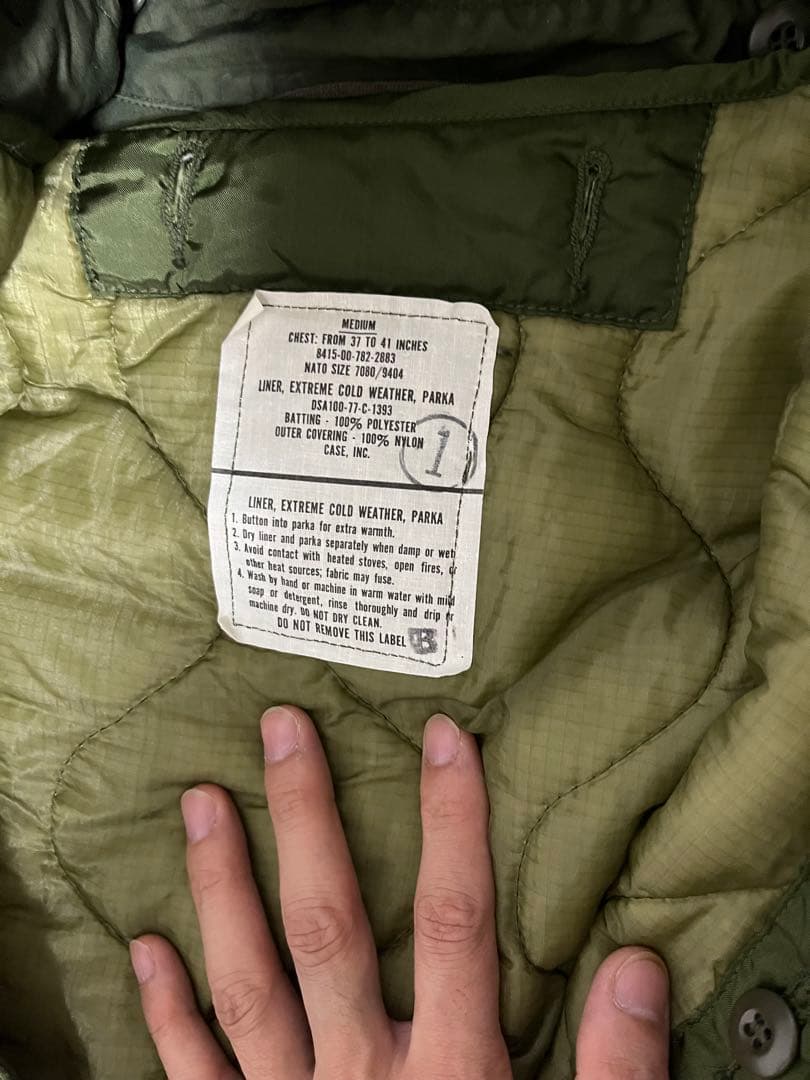 MEDIUM
CHEST: FROM 37 TO 41 INCHES
8415-00-782-2883
NATO SIZE 7080/9404
LINER, EXTREME COLD WEATHER, PARKA
DSA100-77-C-1393
BATTING - 100% POLYESTER
OUTER COVERING - 100% NYLON
CASE, INC.
1
LINER, EXTREME COLD WEATHER, PARKA
1. Button into parka for extra warmth.
2. Dry liner and parka separately when damp or wet
3. Avoid contact with heated stoves, open fires, or
other heat sources; fabric may fuse.
4. Wash by hand or machine in warm water with mild
soap or detergent, rinse thoroughly and drip or
machine dry. DO NOT DRY CLEAN.
DO NOT REMOVE THIS LABEL
B